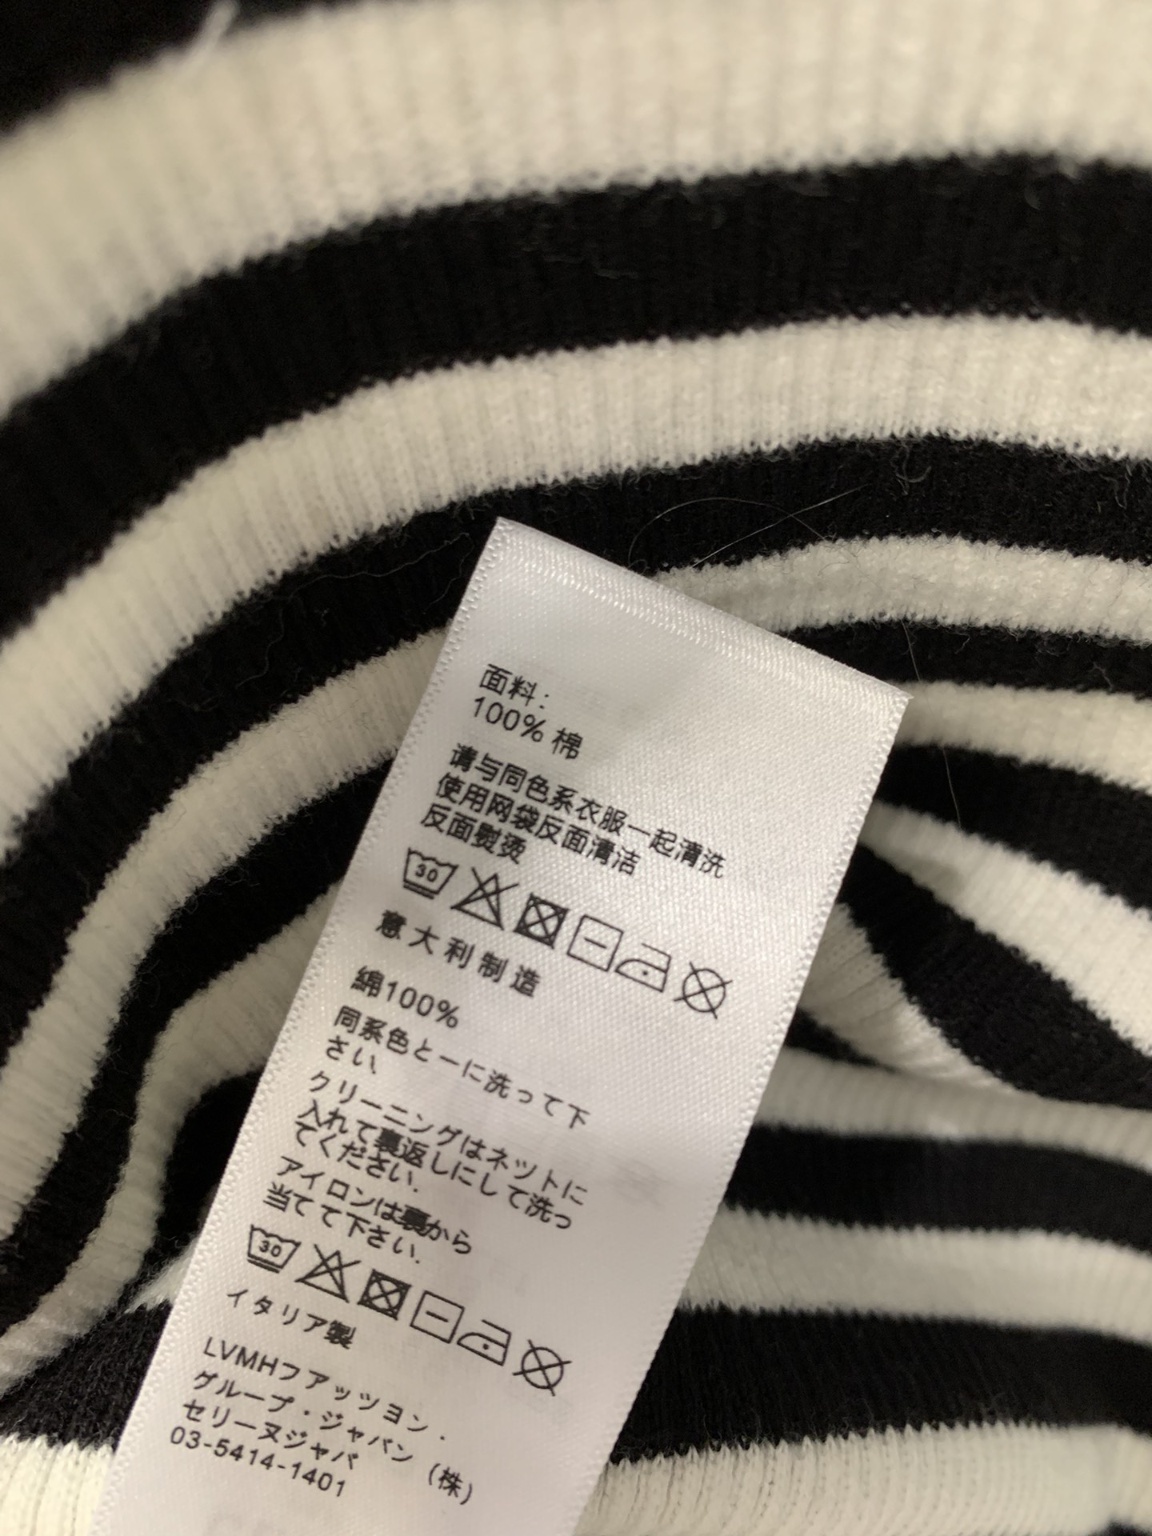 面料:
100% 棉
请与同色系衣服一起清洗
使用网袋反面清洁
反面熨烫
30
意大利制造
綿100%
同系色と一に洗って下
さい.
クリーニングはネットに
入れて裏返しにして洗っ
てください.
アイロンは裏から
当てて下さい.
30
イタリア製
LVMHファッツョン・
グループ・ジャパン (株)
セリーヌジャパ
03-5414-1401